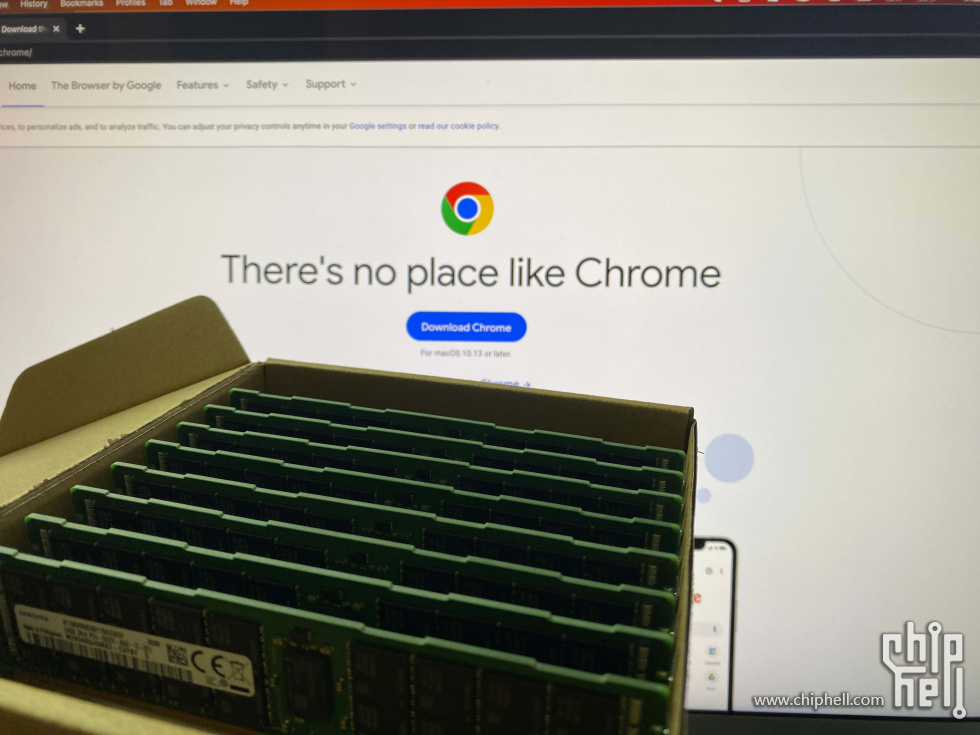 History Bookmarks Profiles Tab Window Help
Download
chrome/
Home The Browser by Google Features Safety Support
to personalize ads, and to analyze traffic. You can adjust your privacy controls anytime in your Google settings or read our cookie policy.
There's no place like Chrome
Download Chrome
For macOS 10.13 or later.
Chrome
SAMSUNG
CE
www.chiphell.com
chip
hell